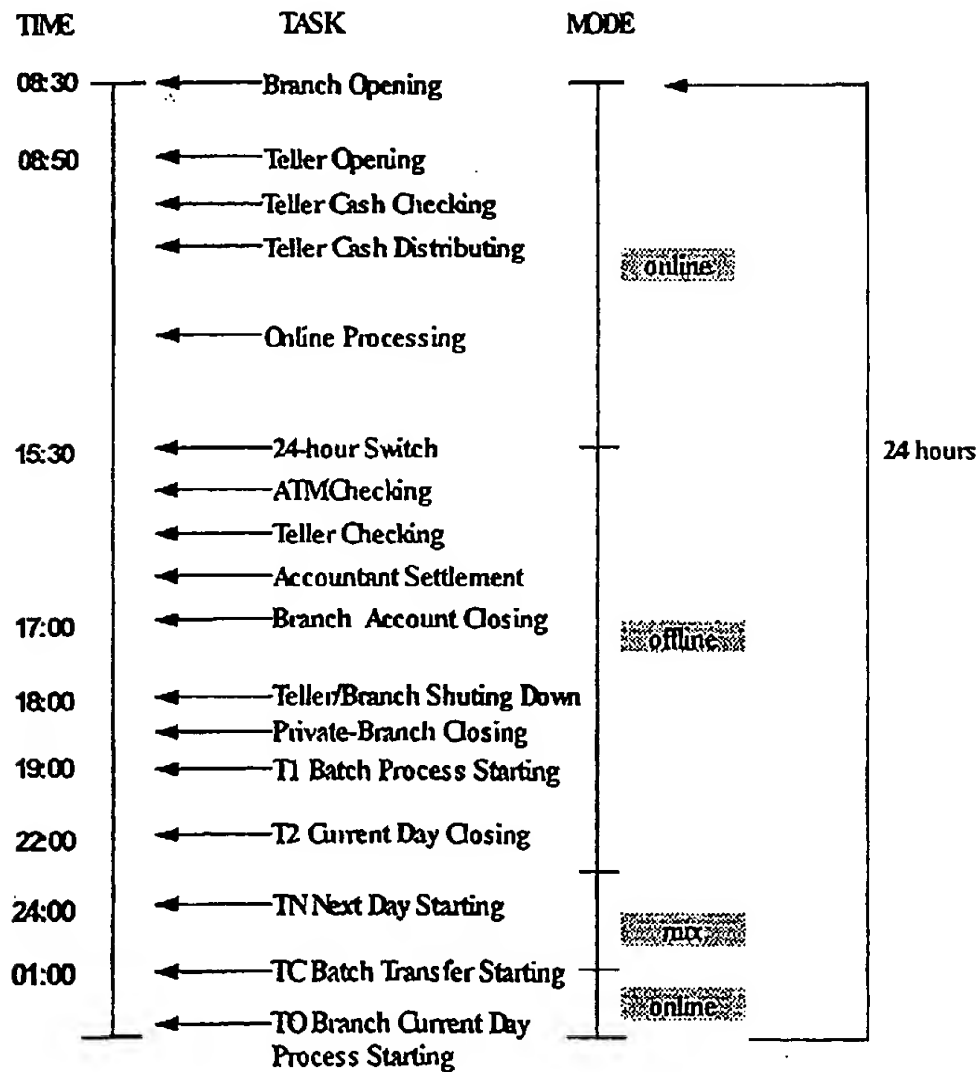 TIME TASK MODE
08:30 Branch Opening
08:50 Teller Opening
Teller Cash Checking
Teller Cash Distributing
online
Online Processing
15:30 24-hour Switch 24 hours
ATM Checking
Teller Checking
Accountant Settlement
17:00 Branch Account Closing
offline
18:00 Teller/Branch Shuting Down
Private-Branch Closing
19:00 T1 Batch Process Starting
22:00 T2 Current Day Closing
24:00 TN Next Day Starting
mix
01:00 TC Batch Transfer Starting
online
TO Branch Current Day
Process Starting